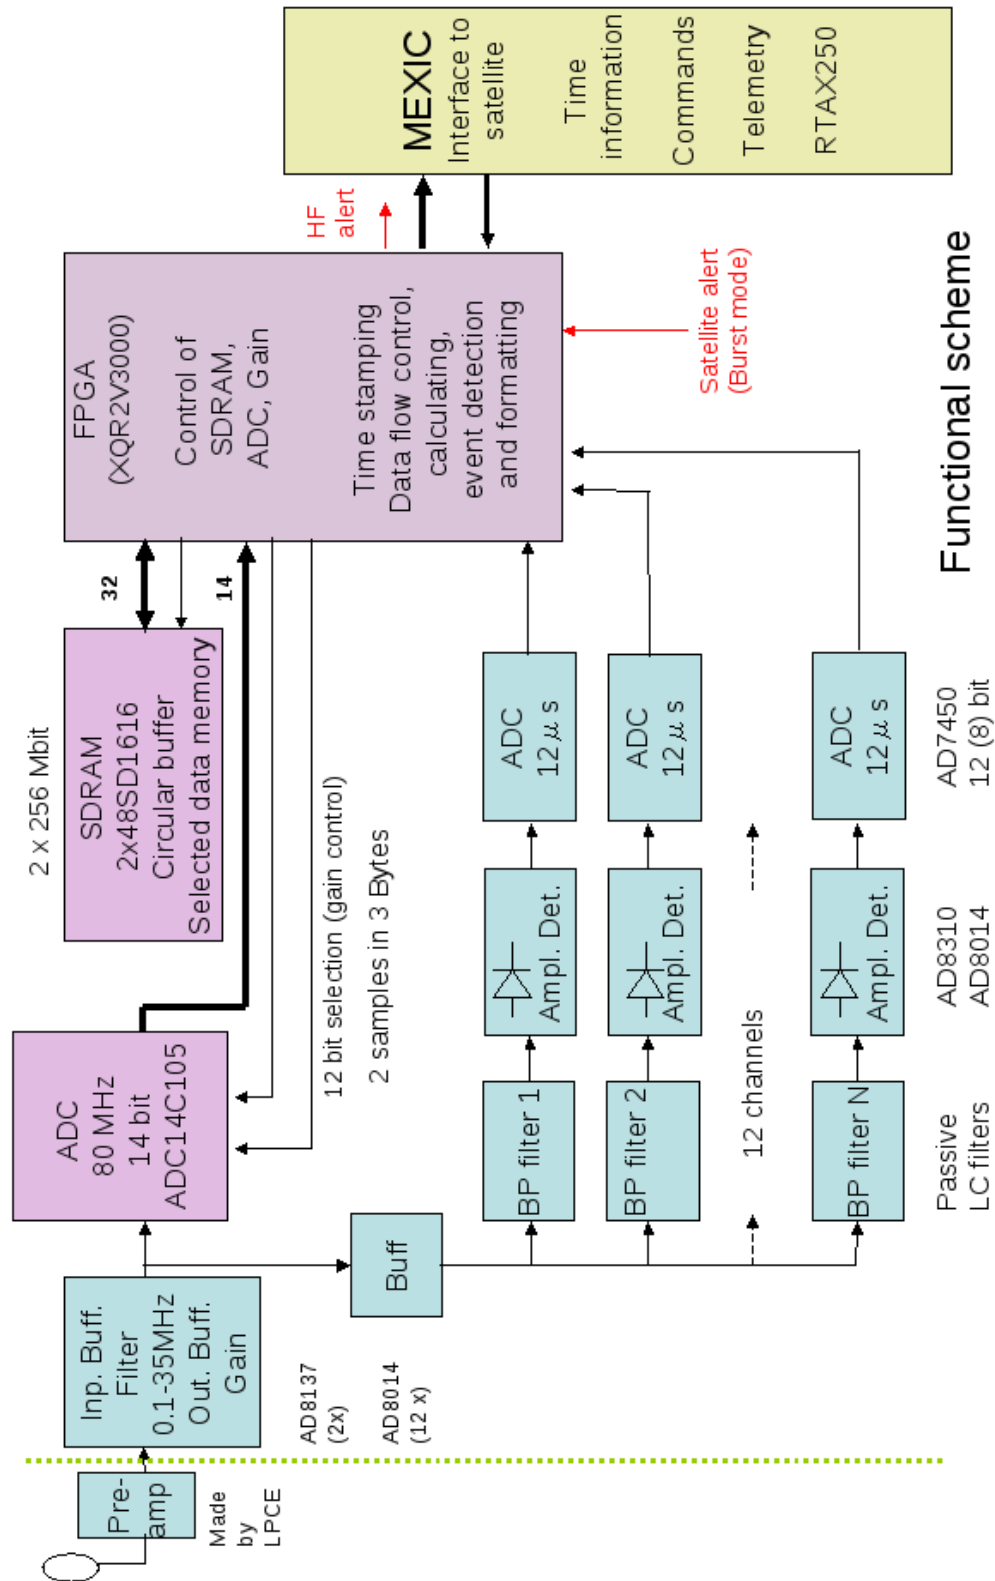 Pre-
amp
Made
by
LPCE
Inp. Buff.
Filter
0.1-35MHz
Out. Buff.
Gain
AD8137
(2x)
AD8014
(12 x)
Buff
ADC
80 MHz
14 bit
ADC14C105
2 x 256 Mbit
SDRAM
2x48SD1616
Circular buffer
Selected data memory
32
14
12 bit selection (gain control)
2 samples in 3 Bytes
FPGA
(XQR2V3000)
Control of
SDRAM,
ADC, Gain
Time stamping
Data flow control,
calculating,
event detection
and formatting
HF
alert
MEXIC
Interface to
satellite
Time
information
Commands
Telemetry
RTAX250
Satellite alert
(Burst mode)
BP filter 1
Ampl. Det.
ADC
12μs
BP filter 2
Ampl. Det.
ADC
12μs
12 channels
BP filter N
Ampl. Det.
ADC
12μs
Passive
LC filters
AD8310
AD8014
AD7450
12 (8) bit
Functional scheme